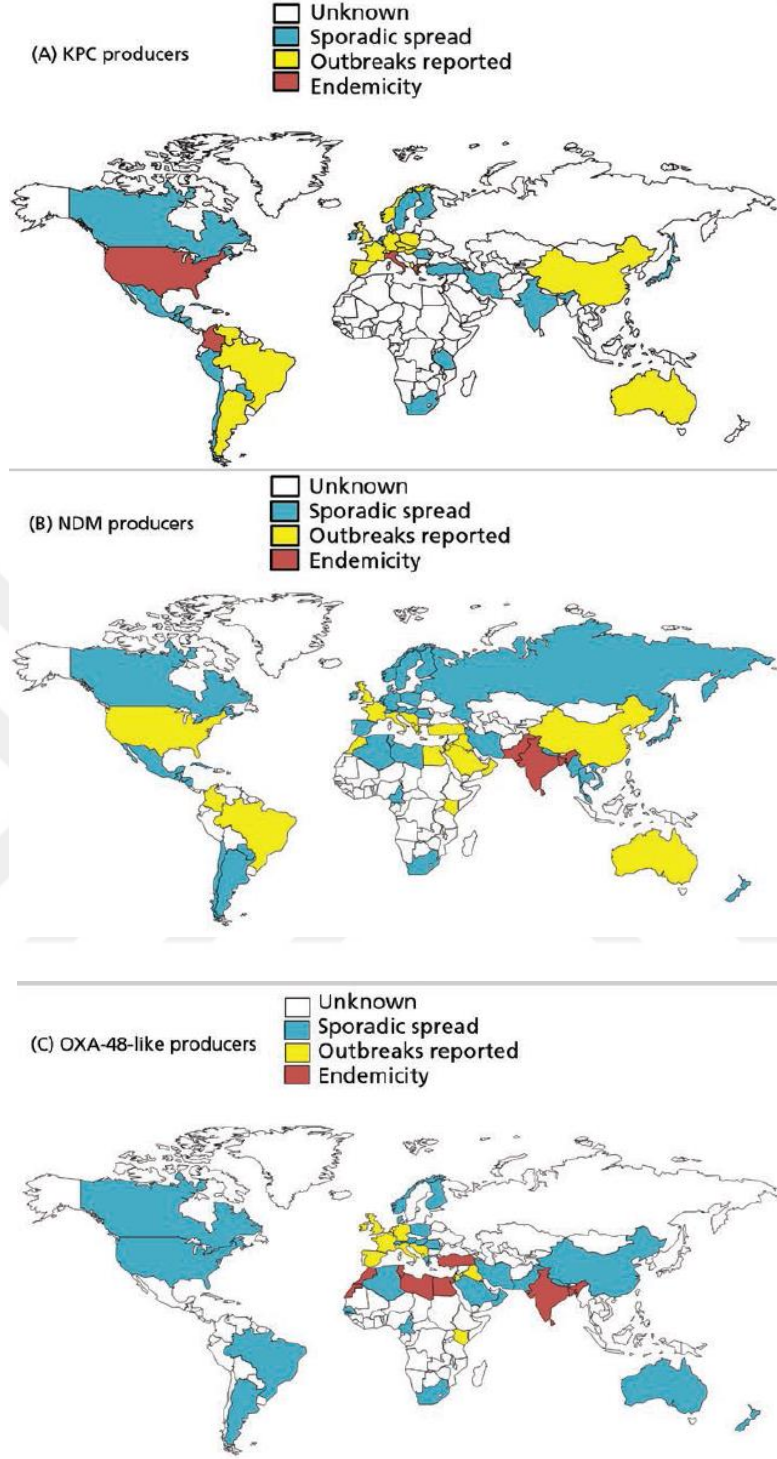 Unknown
Sporadic spread
(A) KPC producers
Outbreaks reported
Endemicity
Unknown
Sporadic spread
(B) NDM producers
Outbreaks reported
Endemicity
Unknown
Sporadic spread
(C) OXA-48-like producers
Outbreaks reported
Endemicity